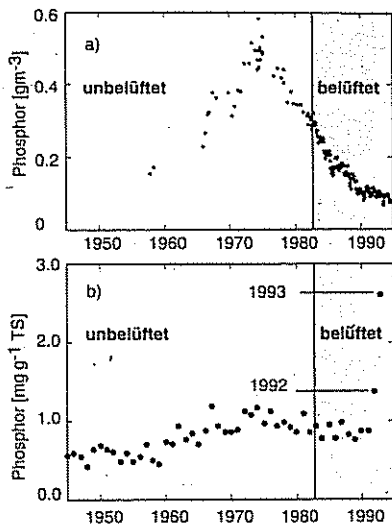 0.6
a)
unbelüftet
belüftet
0.4
0.2
0
Phosphor [gm-3]
1950 1960 1970 1980 1990
3.0
b)
1993
unbelüftet
belüftet
2.0
1992
1.0
0.0
Phosphor [mg g-1 TS]
1950 1960 1970 1980 1990